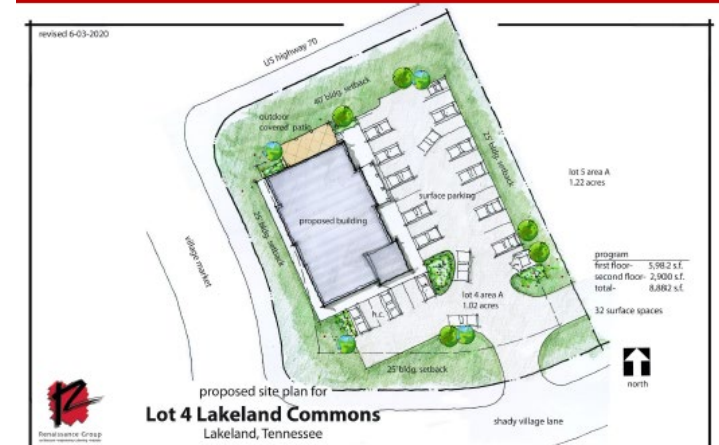 revised 6-03-2020
US highway 70
40' bldg. setback
outdoor
covered patio
25' bldg. setback
lot 5 area A
1.22 acres
surface parking
proposed building
25' bldg. setback
village market
program
first floor- 5,982 s.f.
second floor- 2,900 s.f.
total- 8,882 s.f.
32 surface spaces
lot 4 area A
1.02 acres
h.c.
25' bldg. setback
north
proposed site plan for
Lot 4 Lakeland Commons
Lakeland, Tennessee
shady village lane
Renaissance Group